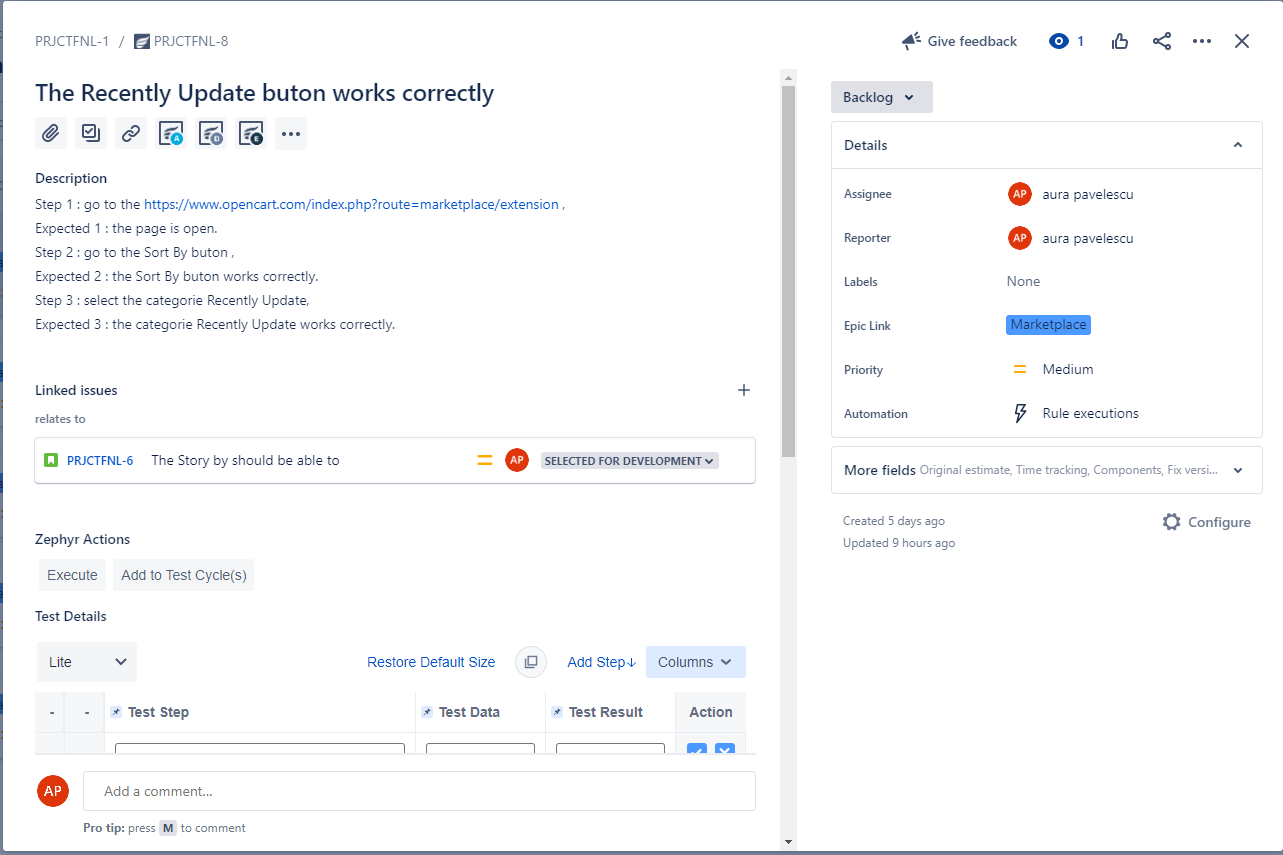 PRJCTFNL-1 / PRJCTFNL-8
Give feedback
1
The Recently Update buton works correctly
A D E
Description
Step 1 : go to the https://www.opencart.com/index.php?route=marketplace/extension ,
Expected 1 : the page is open.
Step 2 : go to the Sort By buton ,
Expected 2 : the Sort By buton works correctly.
Step 3 : select the categorie Recently Update,
Expected 3 : the categorie Recently Update works correctly.
Linked issues
relates to
PRJCTFNL-6 The Story by should be able to AP SELECTED FOR DEVELOPMENT
Zephyr Actions
Execute Add to Test Cycle(s)
Test Details
Lite Restore Default Size Add Step↓ Columns
- - Test Step Test Data Test Result Action
AP Add a comment...
Pro tip: press M to comment
Backlog
Details
Assignee AP aura pavelescu
Reporter AP aura pavelescu
Labels None
Epic Link Marketplace
Priority Medium
Automation Rule executions
More fields Original estimate, Time tracking, Components, Fix versi...
Created 5 days ago Configure
Updated 9 hours ago